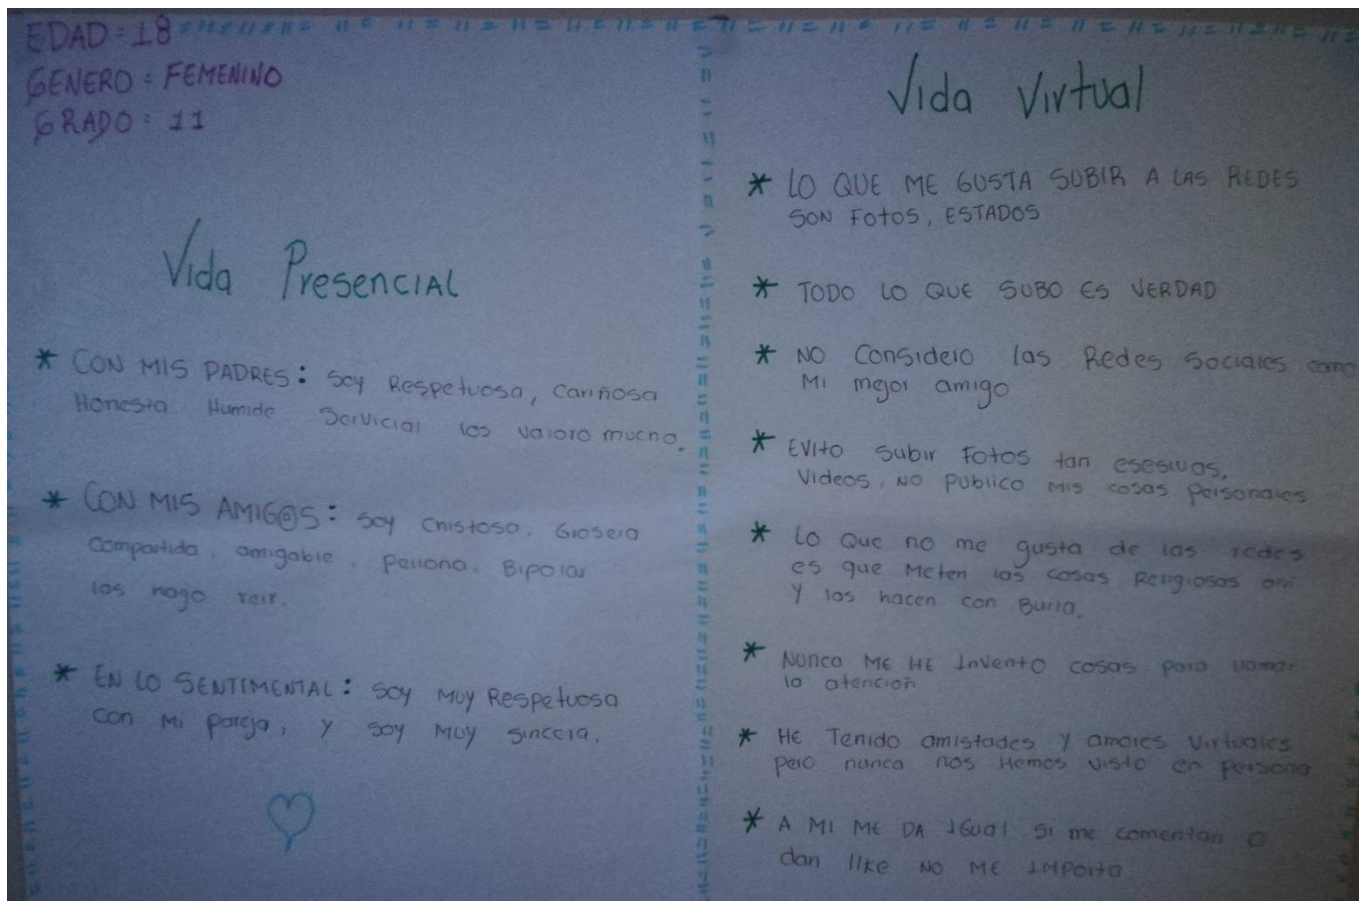 EDAD = 18
GENERO = FEMENINO
GRADO = 11
Vida Presencial
* CON MIS PADRES: Soy Respetuosa, Cariñosa
Honesta Humide Servicial los valoro mucho.
* CON MIS AMIG@S: Soy Chistosa, Grosera
Compartida, amigable, peliona, Bipolar
los hago reir.
* EN LO SENTIMENTAL: Soy MUY Respetuosa
con Mi pareja, y soy MUY sincera.
Vida Virtual
* LO QUE ME GUSTA SUBIR A LAS REDES
SON FOTOS, ESTADOS
* TODO LO QUE SUBO ES VERDAD
* NO Considero las Redes Sociales como
Mi mejor amigo
* EVITO Subir Fotos tan esesivas,
Videos, NO PUBLICO MIS cosas personales
* Lo Que no me gusta de las redes
es que Meten las cosas Religiosas ahi
Y las hacen con Burla.
* Nunca ME HE Invento cosas para llamar
la atencion
* HE Tenido amistades y amores Virtuales
pero nunca nos Hemos visto en persona
* A MI ME DA IGual Si me comentan o
dan like NO ME IMPorta